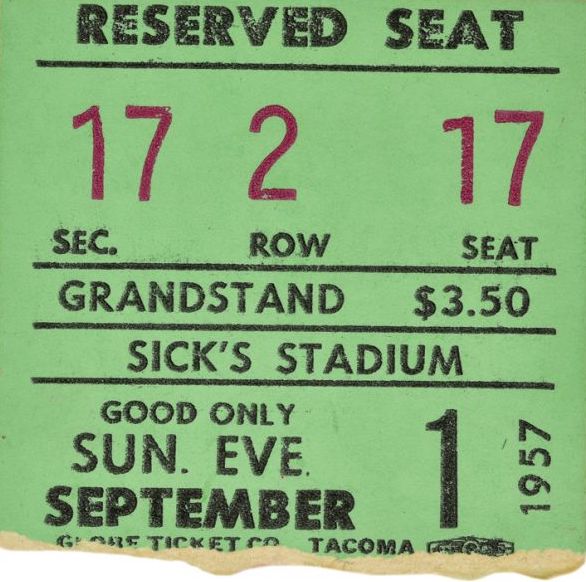 RESERVED SEAT
17 2 17
SEC. ROW SEAT
GRANDSTAND $3.50
SICK'S STADIUM
GOOD ONLY
SUN. EVE.
SEPTEMBER 1 1957
GLOBE TICKET CO. TACOMA